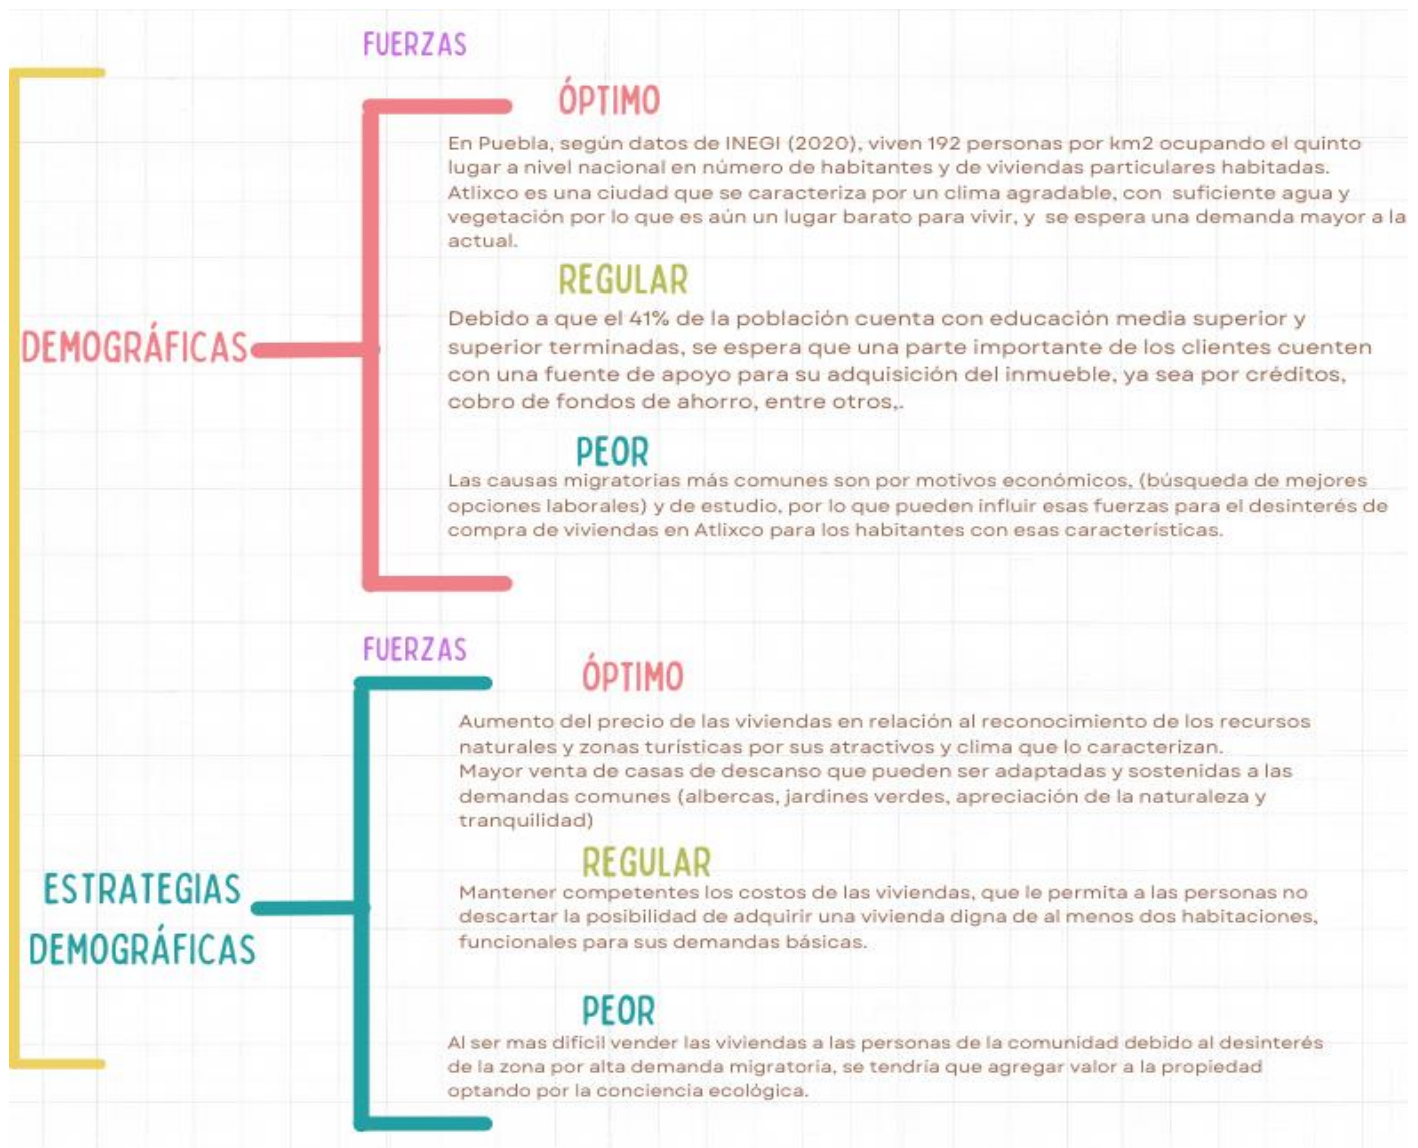 FUERZAS
ÓPTIMO
En Puebla, según datos de INEGI (2020), viven 192 personas por km2 ocupando el quinto
lugar a nivel nacional en número de habitantes y de viviendas particulares habitadas.
Atlixco es una ciudad que se caracteriza por un clima agradable, con suficiente agua y
vegetación por lo que es aún un lugar barato para vivir, y se espera una demanda mayor a la
actual.
REGULAR
DEMOGRÁFICAS
Debido a que el 41% de la población cuenta con educación media superior y
superior terminadas, se espera que una parte importante de los clientes cuenten
con una fuente de apoyo para su adquisición del inmueble, ya sea por créditos,
cobro de fondos de ahorro, entre otros,.
PEOR
Las causas migratorias más comunes son por motivos económicos, (búsqueda de mejores
opciones laborales) y de estudio, por lo que pueden influir esas fuerzas para el desinterés de
compra de viviendas en Atlixco para los habitantes con esas características.
FUERZAS
ÓPTIMO
Aumento del precio de las viviendas en relación al reconocimiento de los recursos
naturales y zonas turísticas por sus atractivos y clima que lo caracterizan.
Mayor venta de casas de descanso que pueden ser adaptadas y sostenidas a las
demandas comunes (albercas, jardines verdes, apreciación de la naturaleza y
tranquilidad)
REGULAR
ESTRATEGIAS
DEMOGRÁFICAS
Mantener competentes los costos de las viviendas, que le permita a las personas no
descartar la posibilidad de adquirir una vivienda digna de al menos dos habitaciones,
funcionales para sus demandas básicas.
PEOR
Al ser mas dificil vender las viviendas a las personas de la comunidad debido al desinterés
de la zona por alta demanda migratoria, se tendría que agregar valor a la propiedad
optando por la conciencia ecológica.